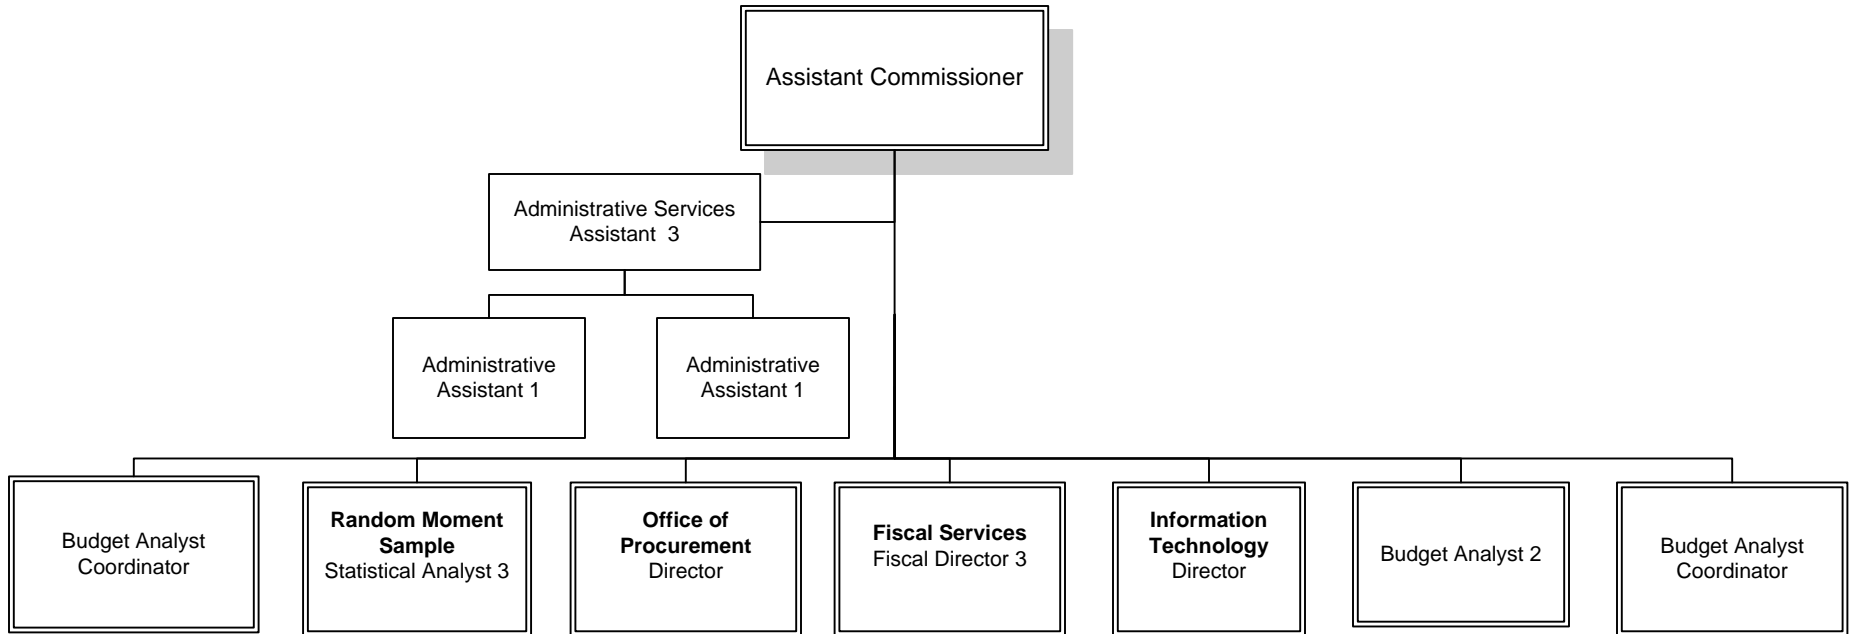 Assistant Commissioner
Administrative Services
Assistant 3
Administrative
Assistant 1
Administrative
Assistant 1
Budget Analyst
Coordinator
Random Moment
Sample
Statistical Analyst 3
Office of
Procurement
Director
Fiscal Services
Fiscal Director 3
Information
Technology
Director
Budget Analyst 2
Budget Analyst
Coordinator